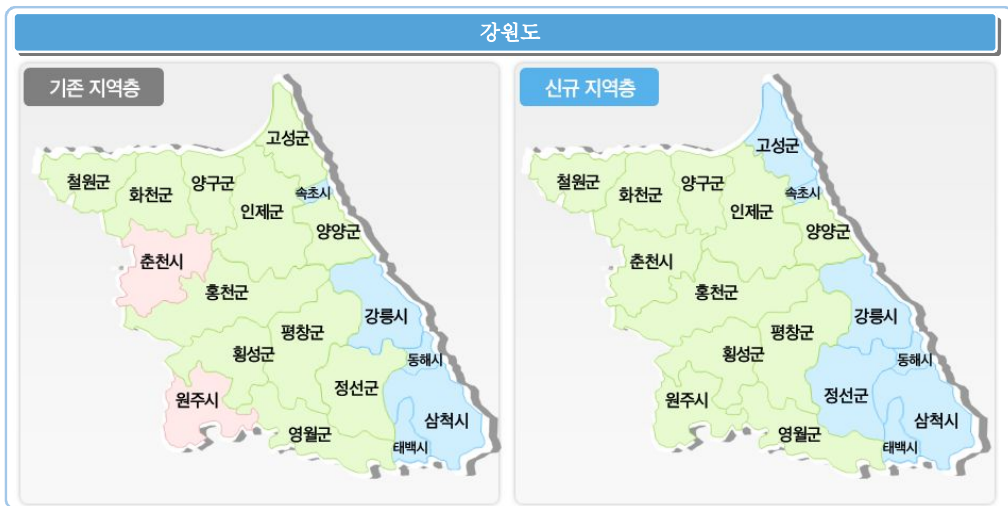 강원도
기존 지역층
고성군
철원군
화천군
양구군
속초시
인제군
양양군
춘천시
홍천군
강릉시
평창군
횡성군
동해시
원주시
정선군
삼척시
영월군
태백시
신규 지역층
고성군
철원군
화천군
양구군
속초시
인제군
양양군
춘천시
홍천군
강릉시
평창군
횡성군
동해시
원주시
정선군
삼척시
영월군
태백시